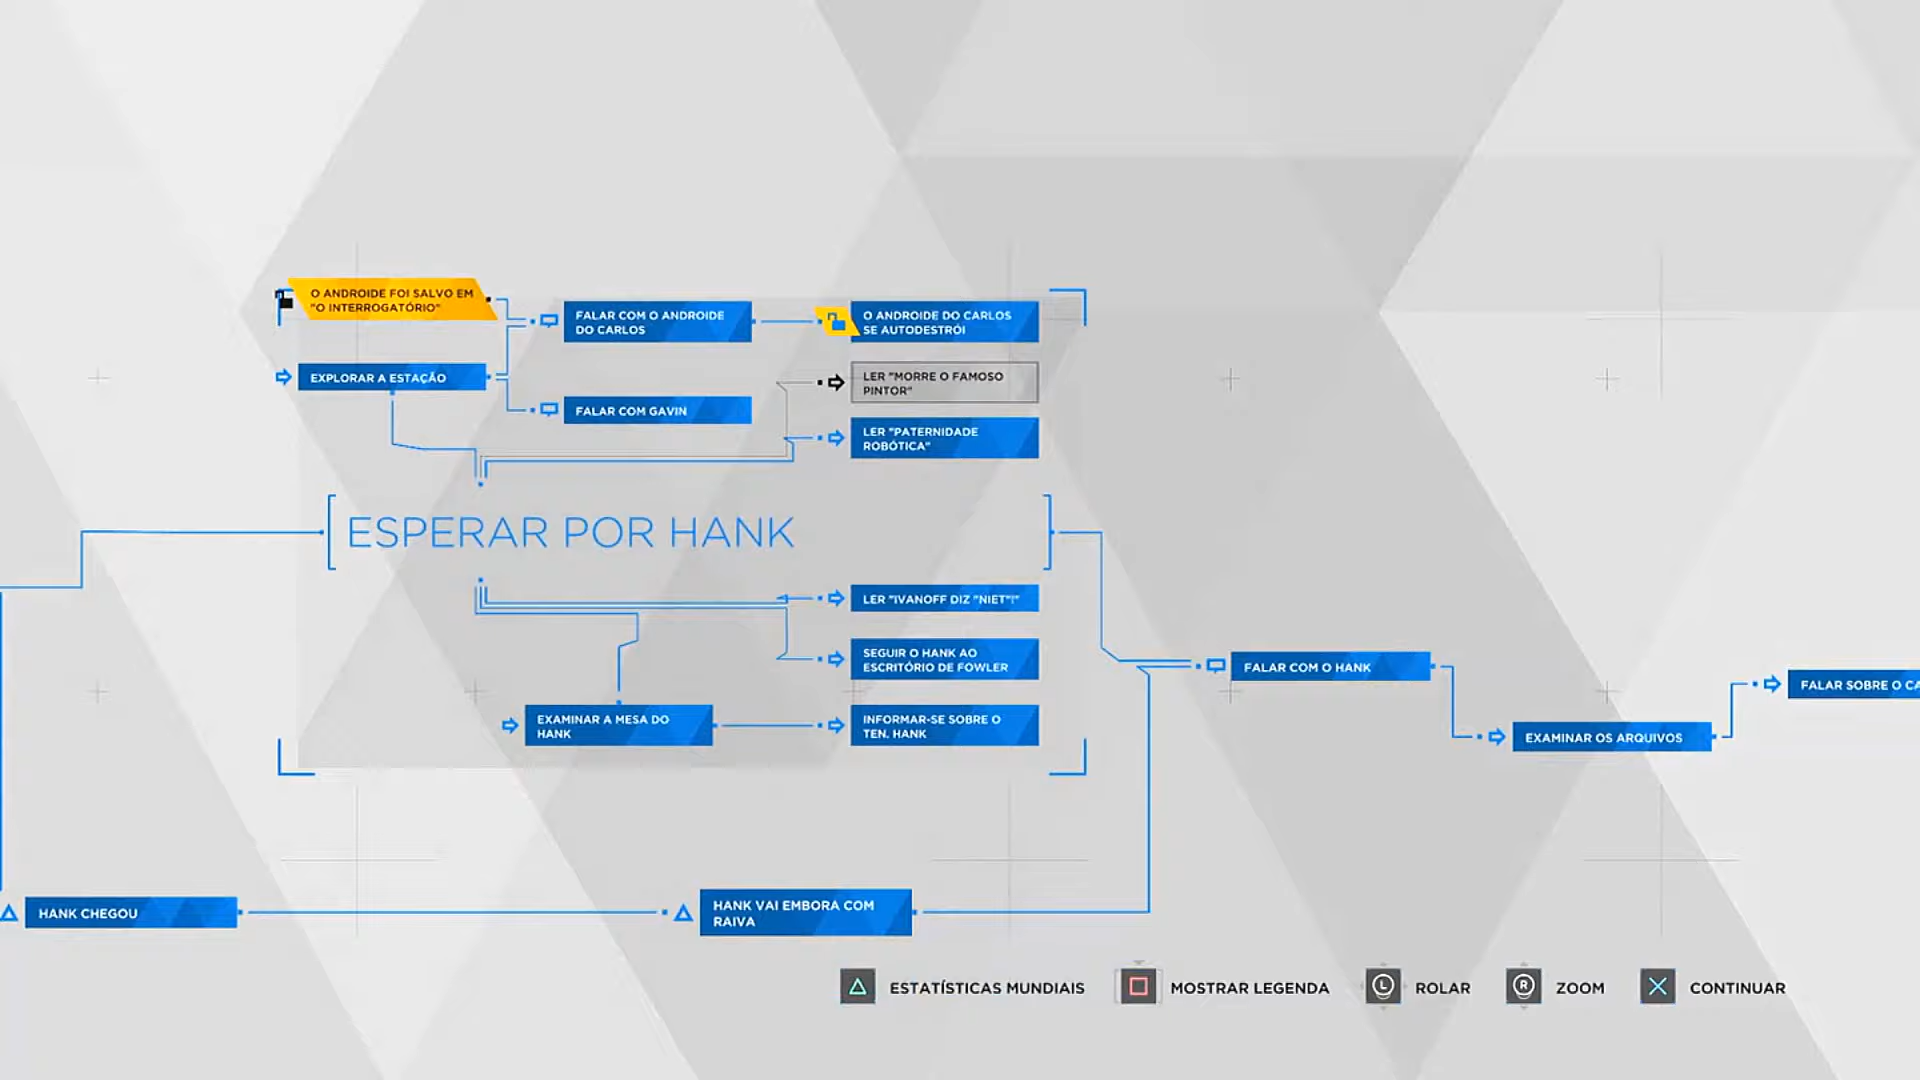 O ANDROIDE FOI SALVO EM
"O INTERROGATÓRIO"
FALAR COM O ANDROIDE
DO CARLOS
O ANDROIDE DO CARLOS
SE AUTODESTRÓI
EXPLORAR A ESTAÇÃO
LER "MORRE O FAMOSO
PINTOR"
FALAR COM GAVIN
LER "PATERNIDADE
ROBÓTICA"
ESPERAR POR HANK
LER "IVANOFF DIZ "NIET"!"
SEGUIR O HANK AO
ESCRITÓRIO DE FOWLER
EXAMINAR A MESA DO
HANK
INFORMAR-SE SOBRE O
TEN. HANK
FALAR COM O HANK
EXAMINAR OS ARQUIVOS
FALAR SOBRE O CA
HANK CHEGOU
HANK VAI EMBORA COM
RAIVA
ESTATÍSTICAS MUNDIAIS
MOSTRAR LEGENDA
L ROLAR
R ZOOM
CONTINUAR